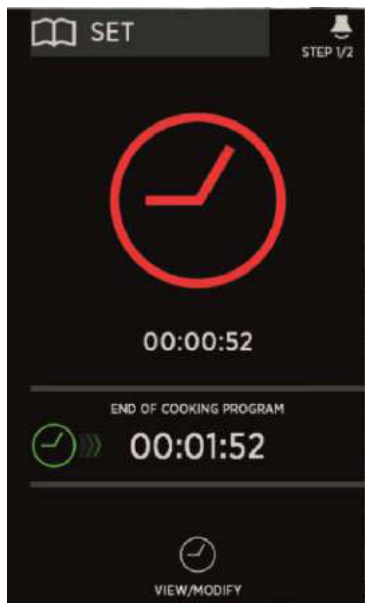 SET
STEP 1/2
00:00:52
END OF COOKING PROGRAM
00:01:52
VIEW/MODIFY